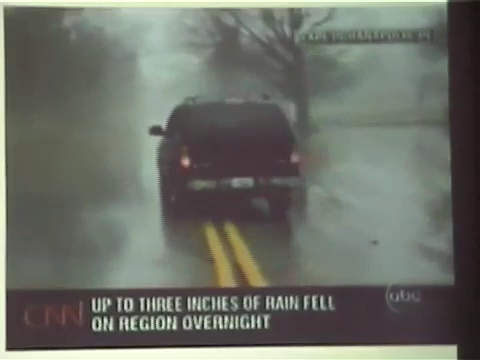 CNN
UP TO THREE INCHES OF RAIN FELL
ON REGION OVERNIGHT
abc